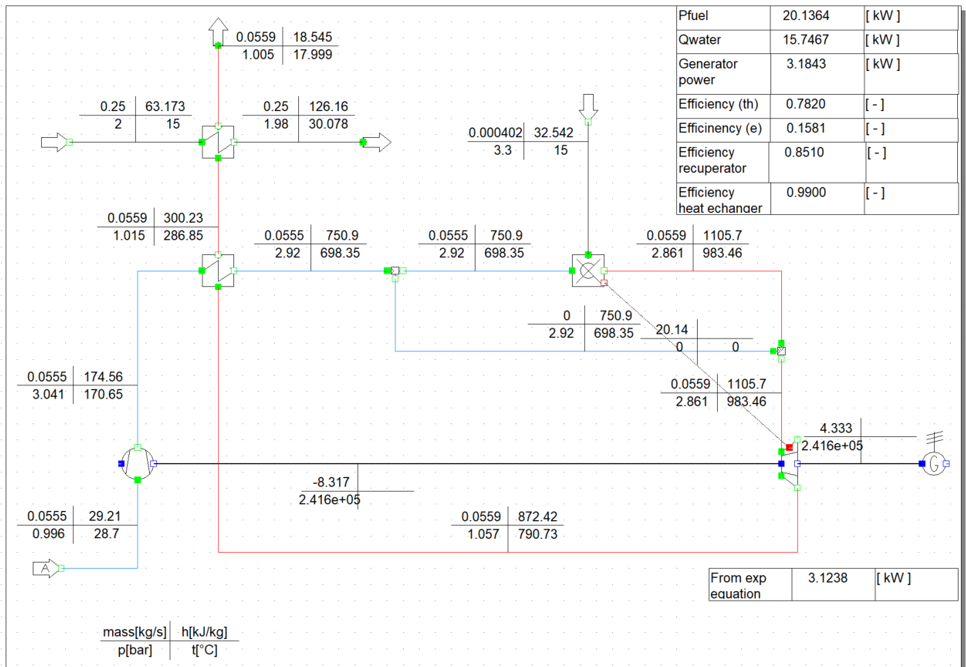 Pfuel 20.1364 [ kW ]
Qwater 15.7467 [ kW ]
Generator 3.1843 [ kW ]
power
Efficiency (th) 0.7820 [ - ]
Efficinency (e) 0.1581 [ - ]
Efficiency 0.8510 [ - ]
recuperator
Efficiency 0.9900 [ - ]
heat echanger
0.0559 18.545
1.005 17.999
0.25 63.173
2 15
0.25 126.16
1.98 30.078
0.000402 32.542
3.3 15
0.0559 300.23
1.015 286.85
0.0555 750.9
2.92 698.35
0.0555 750.9
2.92 698.35
0.0559 1105.7
2.861 983.46
0 750.9
2.92 698.35
20.14
0 0
0.0555 174.56
3.041 170.65
0.0559 1105.7
2.861 983.46
4.333
2.416e+05
G
-8.317
2.416e+05
0.0555 29.21
0.996 28.7
0.0559 872.42
1.057 790.73
A
From exp 3.1238 [ kW ]
equation
mass[kg/s] h[kJ/kg]
p[bar] t[°C]